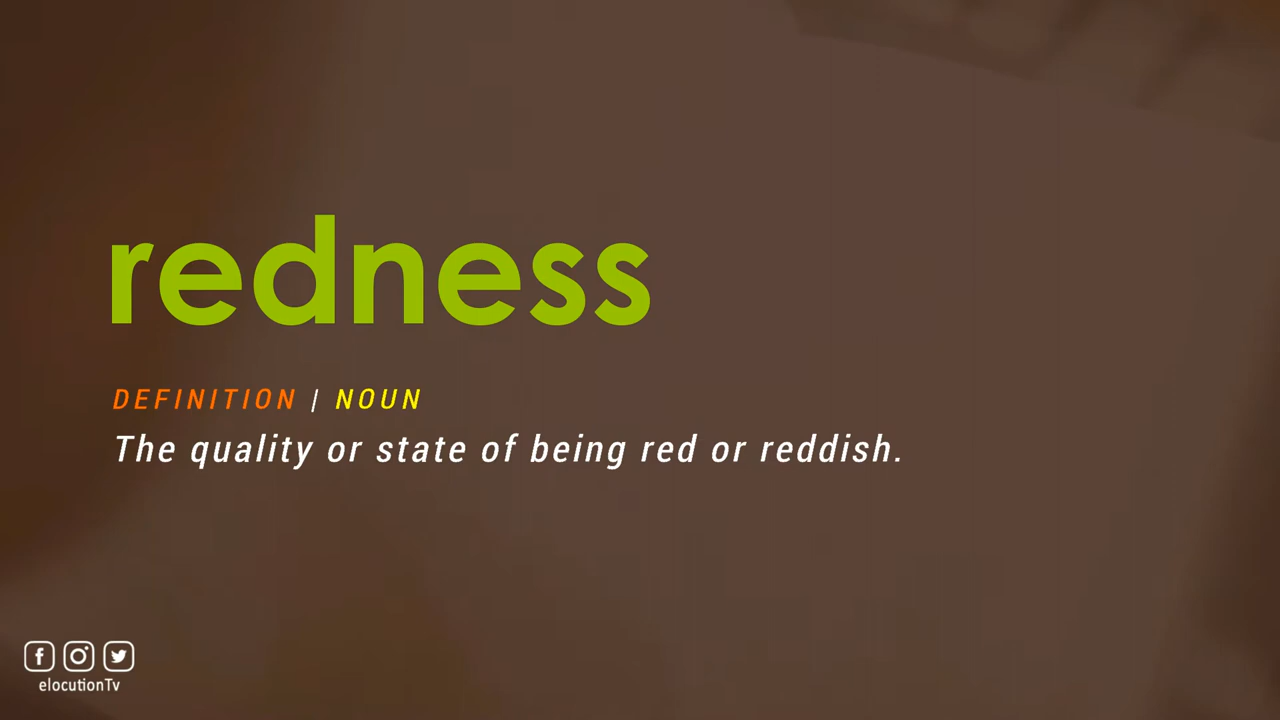 redness
DEFINITION | NOUN
The quality or state of being red or reddish.
elocutionTv